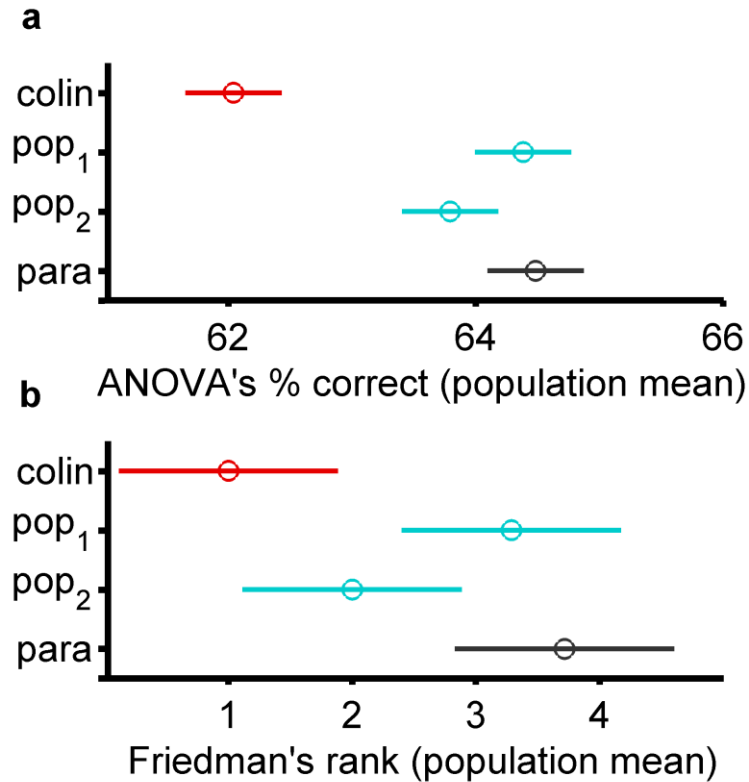 a
colin
pop₁
pop₂
para
62 64 66
ANOVA's % correct (population mean)
b
colin
pop₁
pop₂
para
1 2 3 4
Friedman's rank (population mean)